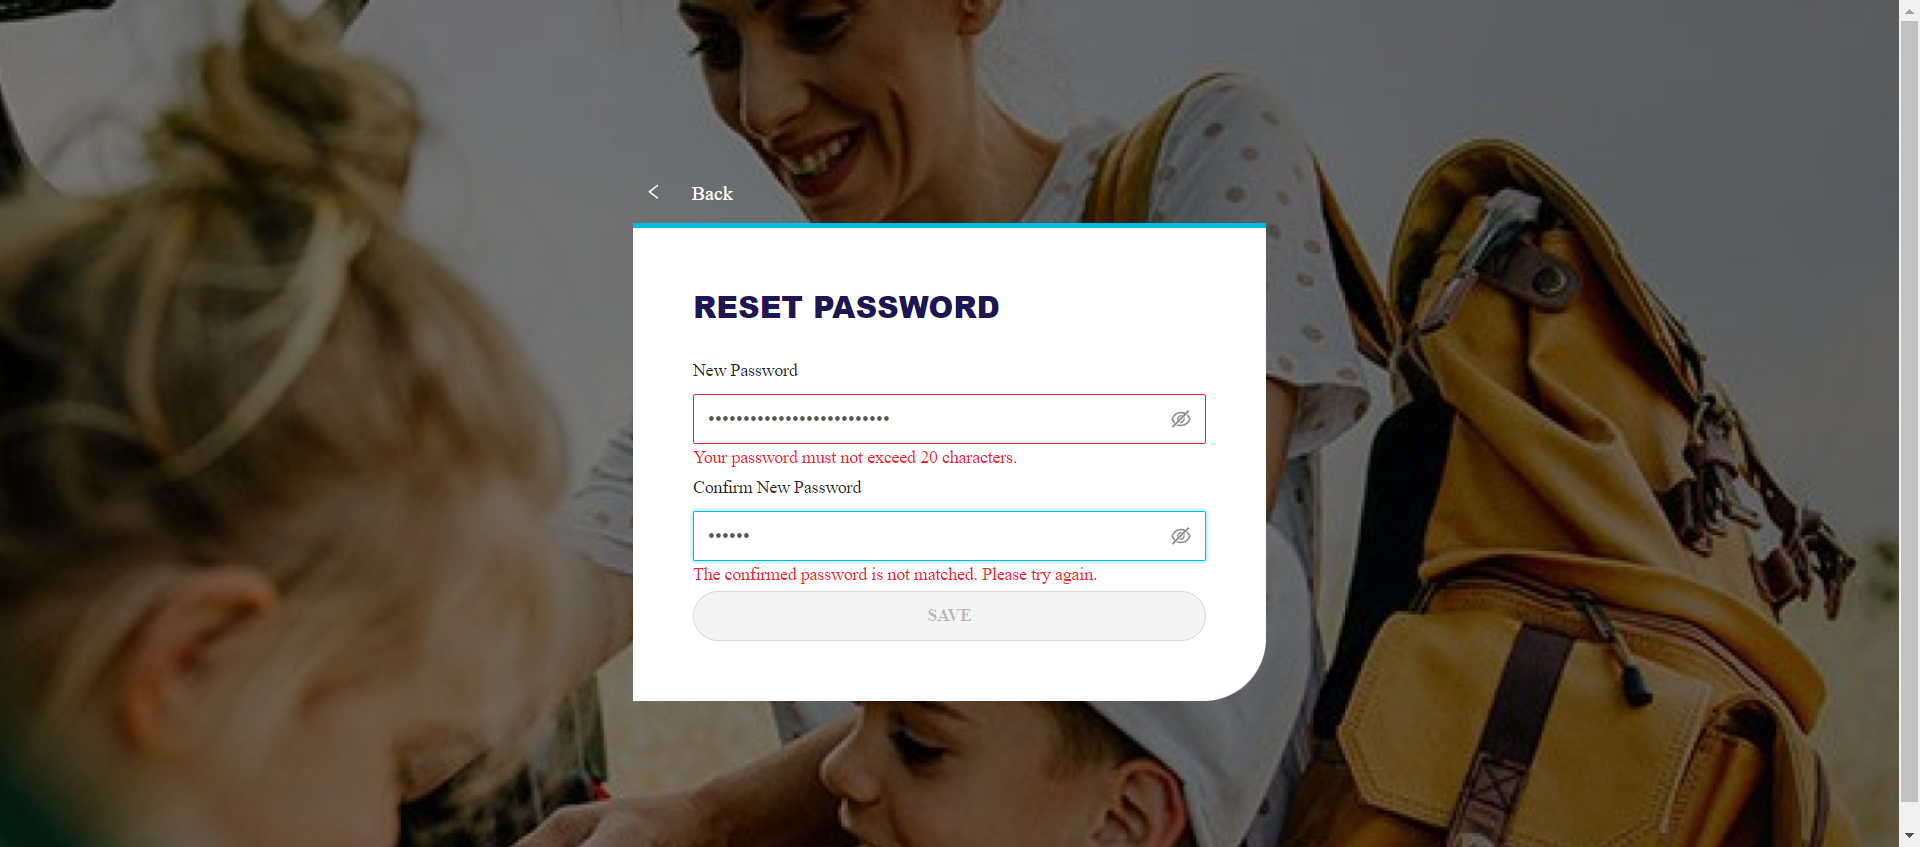 Back
RESET PASSWORD
New Password
••••••••••••••••••••••••••
Your password must not exceed 20 characters.
Confirm New Password
••••••
The confirmed password is not matched. Please try again.
SAVE